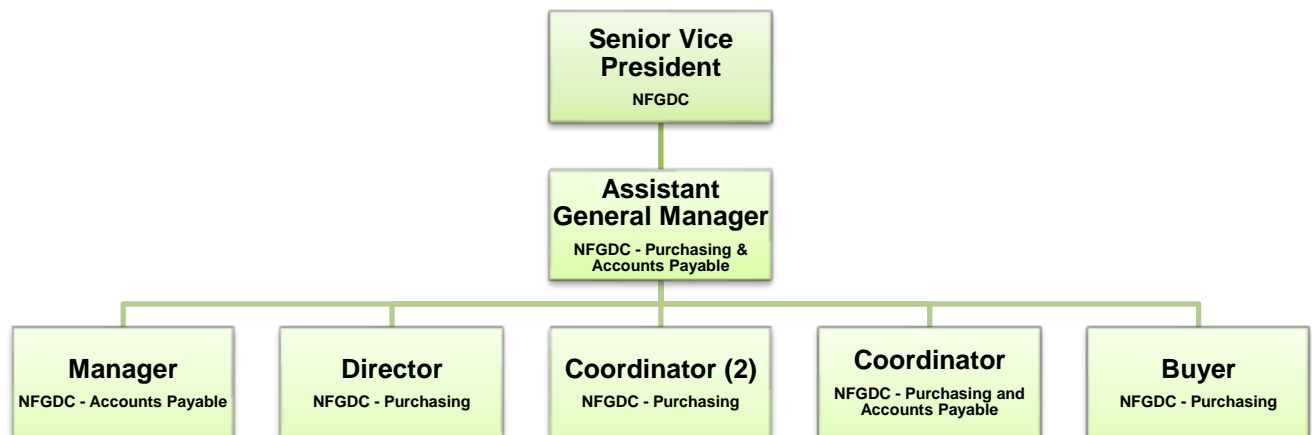 Senior Vice
President
NFGDC
Assistant
General Manager
NFGDC - Purchasing &
Accounts Payable
Manager
NFGDC - Accounts Payable
Director
NFGDC - Purchasing
Coordinator (2)
NFGDC - Purchasing
Coordinator
NFGDC - Purchasing and
Accounts Payable
Buyer
NFGDC - Purchasing